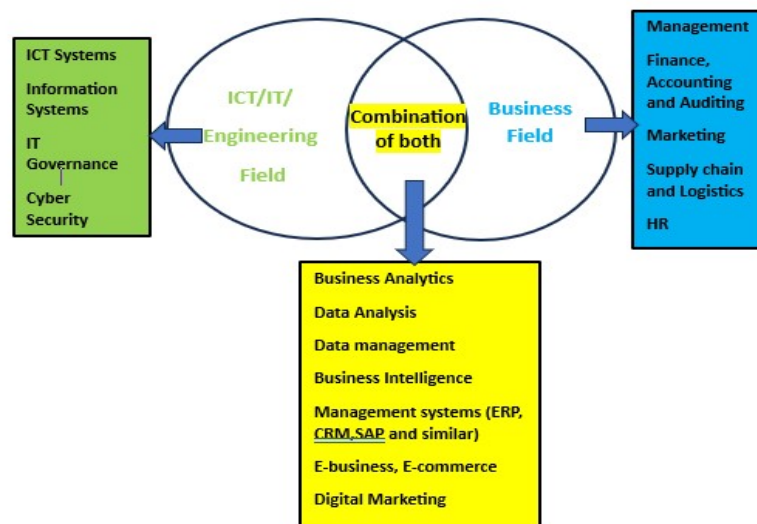 ICT Systems
Information
Systems
IT
Governance
Cyber
Security
ICT/IT/
Engineering
Field
Combination
of both
Business
Field
Management
Finance,
Accounting
and Auditing
Marketing
Supply chain
and Logistics
HR
Business Analytics
Data Analysis
Data management
Business Intelligence
Management systems (ERP,
CRM,SAP and similar)
E-business, E-commerce
Digital Marketing